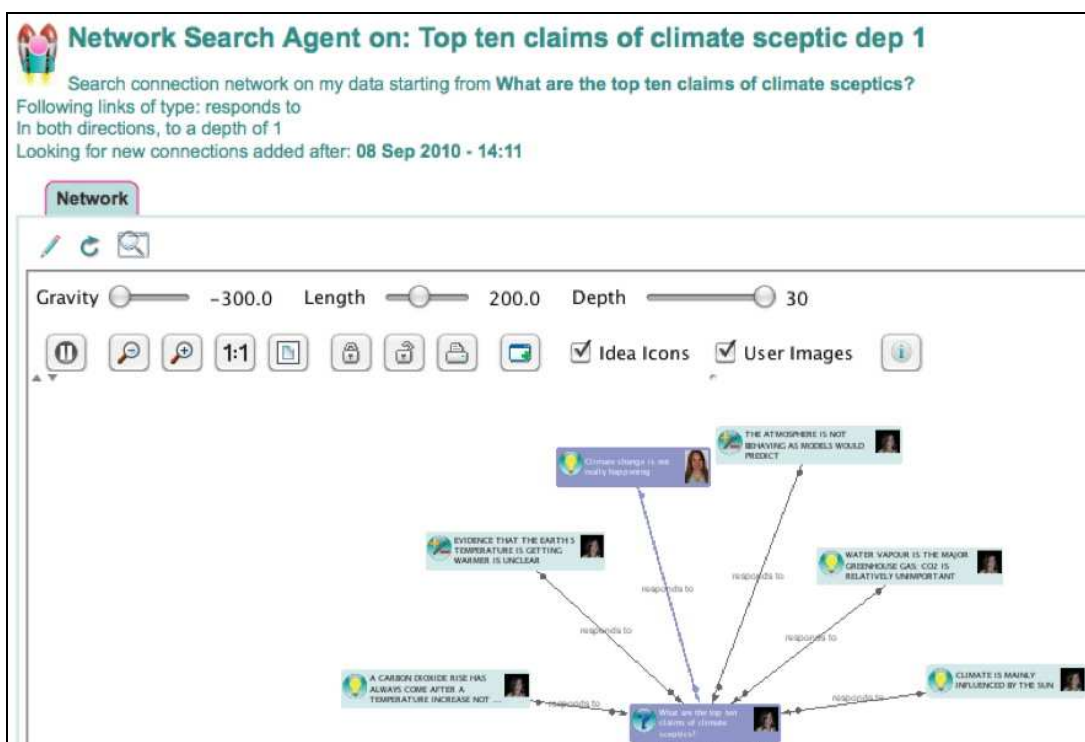 Network Search Agent on: Top ten claims of climate sceptic dep 1
Search connection network on my data starting from What are the top ten claims of climate sceptics?
Following links of type: responds to
In both directions, to a depth of 1
Looking for new connections added after: 08 Sep 2010 - 14:11
Network
Gravity -300.0 Length 200.0 Depth 30
1:1 Idea Icons User Images
THE ATMOSPHERE IS NOT
BEHAVING AS MODELS WOULD
PREDICT
Climate change is not
really happening
EVIDENCE THAT THE EARTH'S
TEMPERATURE IS GETTING
WARMER IS UNCLEAR
WATER VAPOUR IS THE MAJOR
GREENHOUSE GAS. CO2 IS
RELATIVELY UNIMPORTANT
responds to
responds to
responds to
responds to
A CARBON DIOXIDE RISE HAS
ALWAYS COME AFTER A
TEMPERATURE INCREASE NOT ...
CLIMATE IS MAINLY
INFLUENCED BY THE SUN
responds to
responds to
What are the top ten
claims of climate
sceptics?